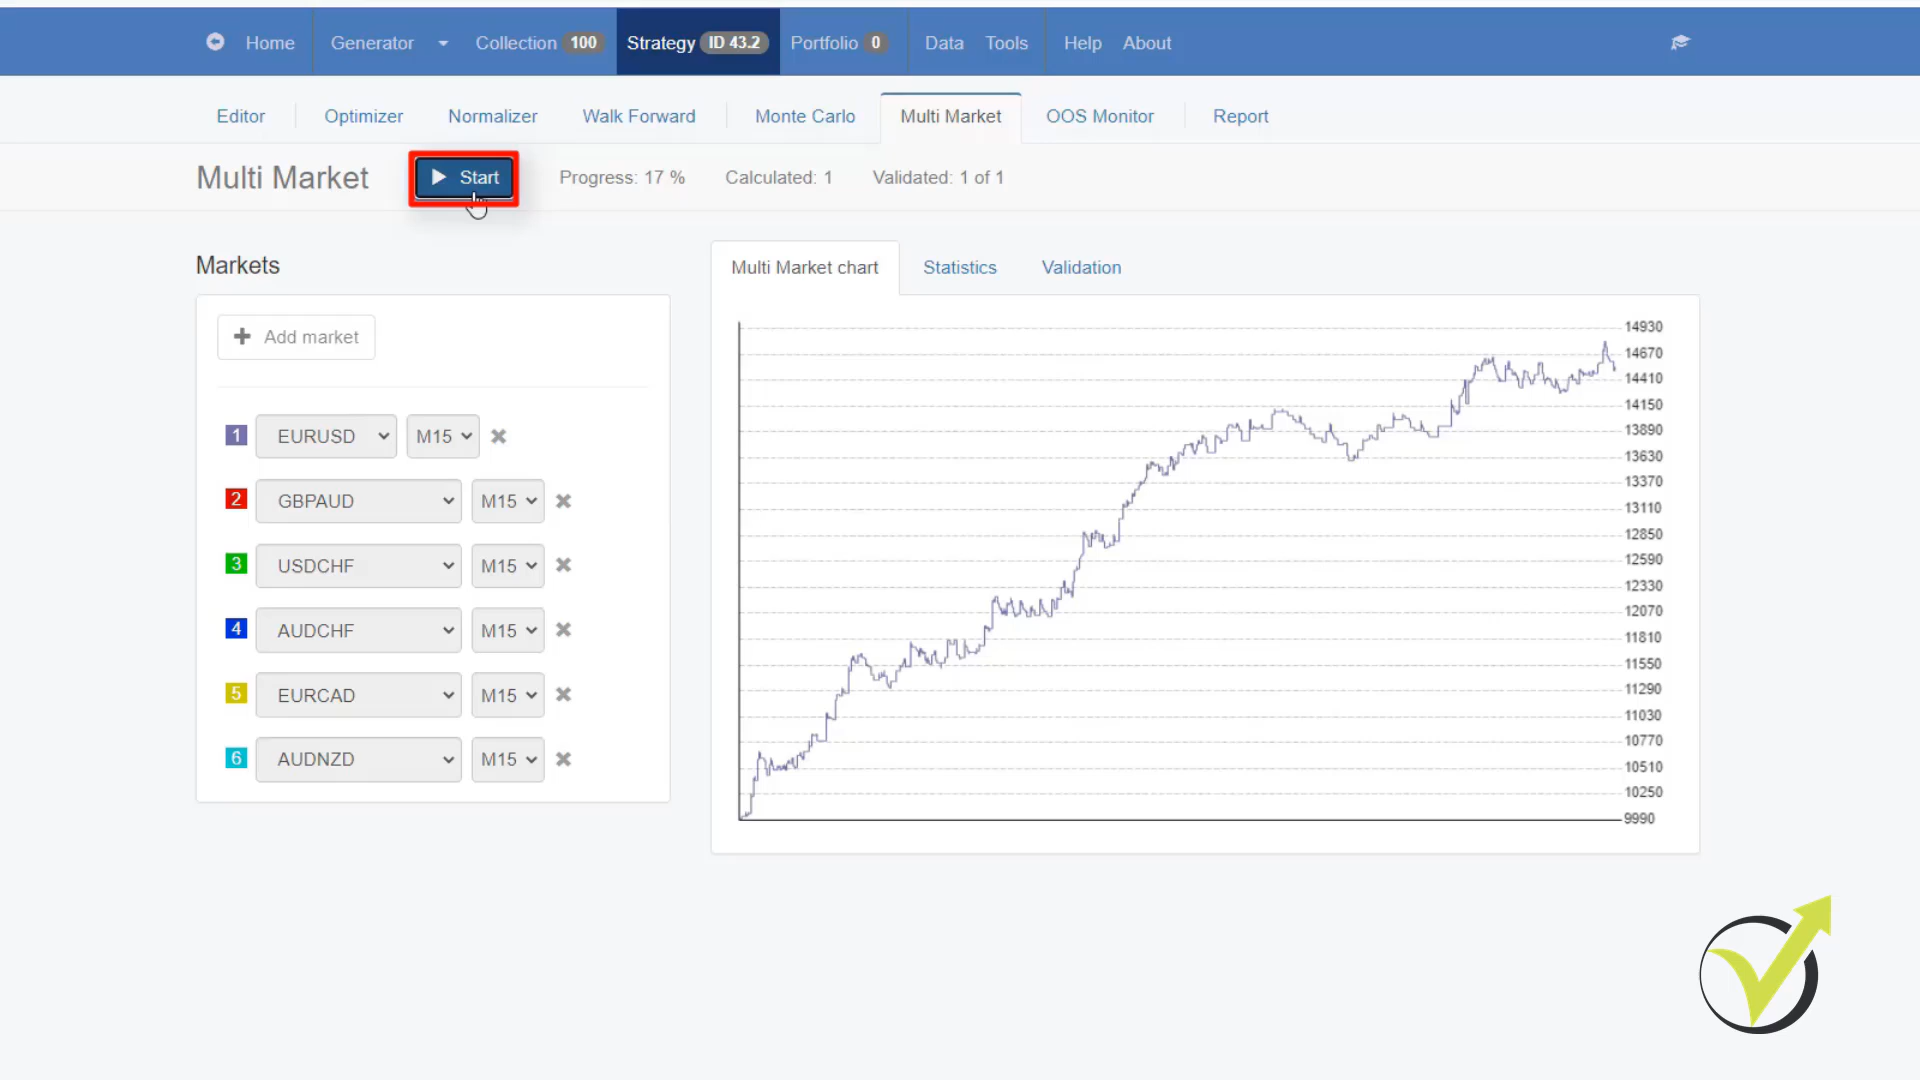 Home Generator Collection 100 Strategy ID 43.2 Portfolio 0 Data Tools Help About
Editor Optimizer Normalizer Walk Forward Monte Carlo Multi Market OOS Monitor Report
Multi Market Start Progress: 17 % Calculated: 1 Validated: 1 of 1
Markets
Add market
1 EURUSD M15
2 GBPAUD M15
3 USDCHF M15
4 AUDCHF M15
5 EURCAD M15
6 AUDNZD M15
Multi Market chart Statistics Validation
14930
14670
14410
14150
13890
13630
13370
13110
12850
12590
12330
12070
11810
11550
11290
11030
10770
10510
10250
9990